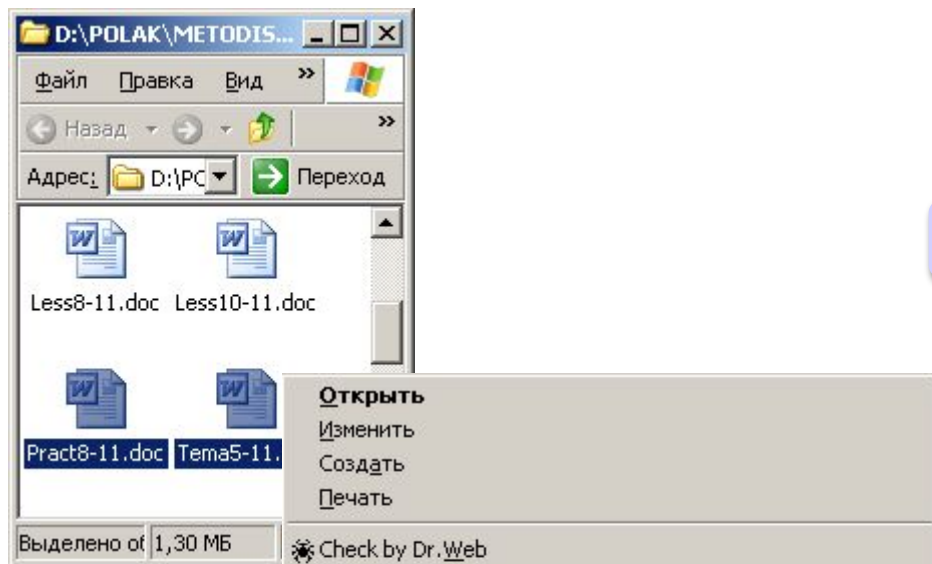 D:\POLAK\METODIS...
Файл Правка Вид »
Назад »
Адрес: D:\PC Переход
Less8-11.doc Less10-11.doc
Pract8-11.doc Tema5-11.
Открыть
Изменить
Создать
Печать
Check by Dr.Web
Выделено 1,30 МБ